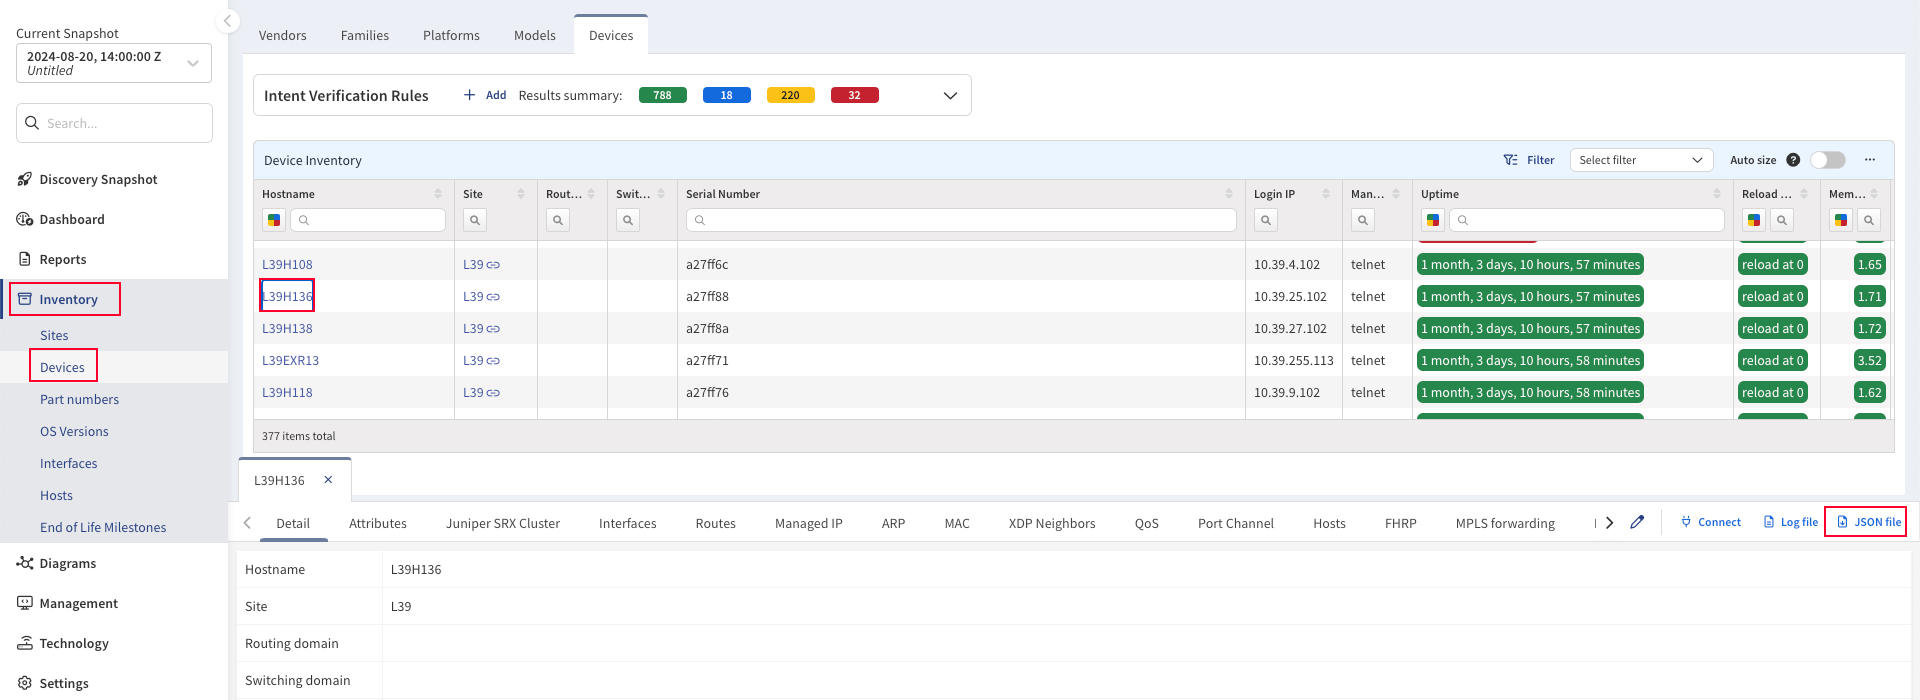 Current Snapshot
2024-08-20, 14:00:00 Z
Untitled
Search...
Discovery Snapshot
Dashboard
Reports
Inventory
Sites
Devices
Part numbers
OS Versions
Interfaces
Hosts
End of Life Milestones
Diagrams
Management
Technology
Settings
Vendors Families Platforms Models Devices
Intent Verification Rules + Add Results summary: 788 18 220 32
Device Inventory Filter Select filter Auto size ? ...
Hostname Site Rout... Swit... Serial Number Login IP Man... Uptime Reload ... Mem...
L39H108 L39 a27ff6c 10.39.4.102 telnet 1 month, 3 days, 10 hours, 57 minutes reload at 0 1.65
L39H136 L39 a27ff88 10.39.25.102 telnet 1 month, 3 days, 10 hours, 57 minutes reload at 0 1.71
L39H138 L39 a27ff8a 10.39.27.102 telnet 1 month, 3 days, 10 hours, 57 minutes reload at 0 1.72
L39EXR13 L39 a27ff71 10.39.255.113 telnet 1 month, 3 days, 10 hours, 58 minutes reload at 0 3.52
L39H118 L39 a27ff76 10.39.9.102 telnet 1 month, 3 days, 10 hours, 58 minutes reload at 0 1.62
377 items total
L39H136 ×
Detail Attributes Juniper SRX Cluster Interfaces Routes Managed IP ARP MAC XDP Neighbors QoS Port Channel Hosts FHRP MPLS forwarding Connect Log file JSON file
Hostname L39H136
Site L39
Routing domain
Switching domain